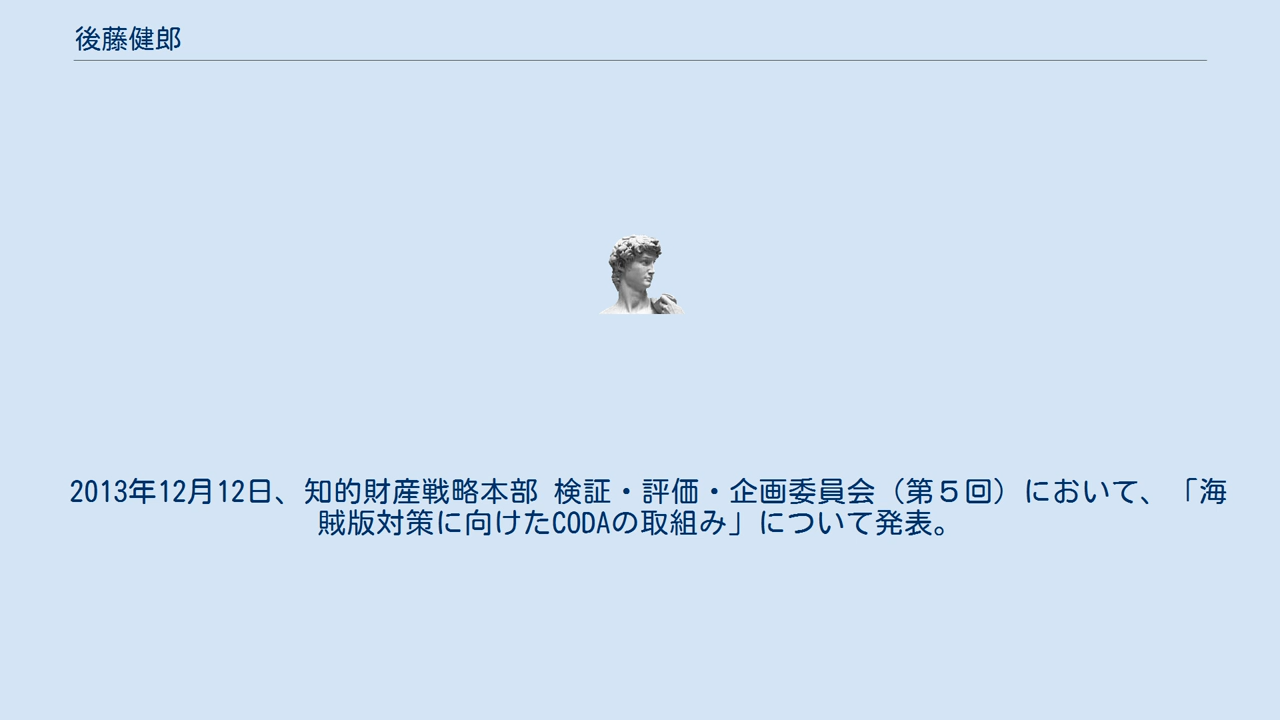 後藤健郎
2013年12月12日、知的財産戦略本部 検証・評価・企画委員会（第５回）において、「海
賊版対策に向けたCODAの取組み」について発表。